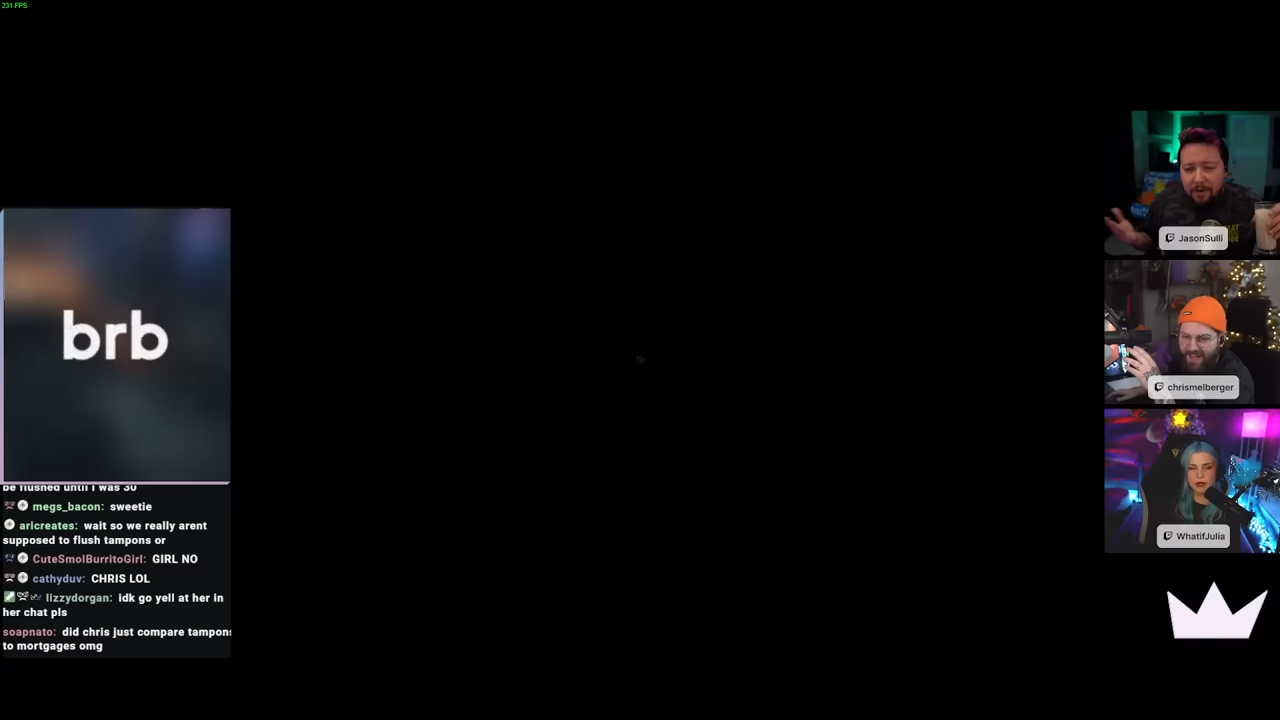 231 FPS
JasonSulli
brb
chrismelberger
be flushed until i was 30
megs_bacon: sweetie
aricreates: wait so we really arent
supposed to flush tampons or
CuteSmolBurritoGirl: GIRL NO
WhatifJulia
cathyduv: CHRIS LOL
lizzydorgan: idk go yell at her in
her chat pls
soapnato: did chris just compare tampons
to mortgages omg